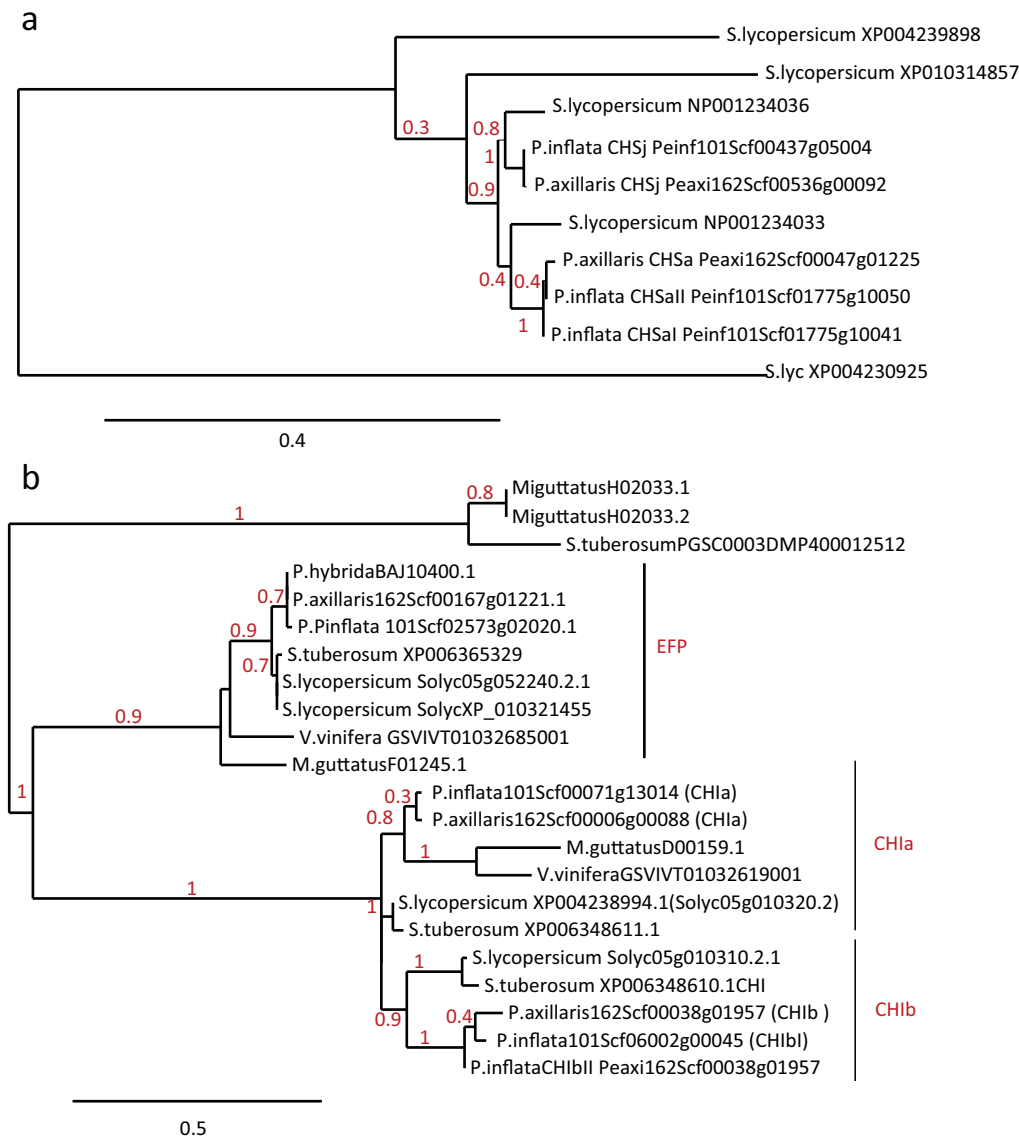 a
S.lycopersicum XP004239898
S.lycopersicum XP010314857
S.lycopersicum NP001234036
0.3
0.8
P.inflata CHSj Peinf101Scf00437g05004
1
P.axillaris CHSj Peaxi162Scf00536g00092
0.9
S.lycopersicum NP001234033
P.axillaris CHSa Peaxi162Scf00047g01225
0.4
0.4
P.inflata CHSaII Peinf101Scf01775g10050
1
P.inflata CHSaI Peinf101Scf01775g10041
S.lyc XP004230925
0.4
b
MiguttatusH02033.1
0.8
1
MiguttatusH02033.2
S.tuberosumPGSC0003DMP400012512
P.hybridaBAJ10400.1
0.7
P.axillaris162Scf00167g01221.1
P.Pinflata 101Scf02573g02020.1
0.9
EFP
S.tuberosum XP006365329
0.7
S.lycopersicum Solyc05g052240.2.1
S.lycopersicum SolycXP_010321455
0.9
V.vinifera GSVIVT01032685001
M.guttatusF01245.1
1
P.inflata101Scf00071g13014 (CHIa)
0.3
P.axillaris162Scf00006g00088 (CHIa)
0.8
CHIa
M.guttatusD00159.1
1
V.viniferaGSVIVT01032619001
1
S.lycopersicum XP004238994.1(Solyc05g010320.2)
1
S.tuberosum XP006348611.1
S.lycopersicum Solyc05g010310.2.1
1
S.tuberosum XP006348610.1CHI
CHIb
P.axillaris162Scf00038g01957 (CHIb )
0.9
0.4
P.inflata101Scf06002g00045 (CHIbI)
1
P.inflataCHIbII Peaxi162Scf00038g01957
0.5